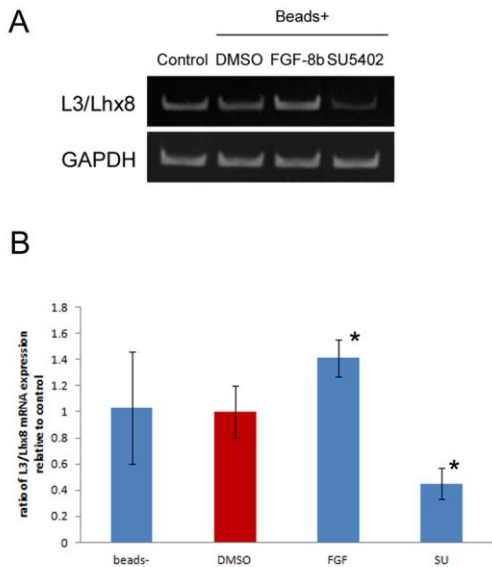 A
Beads+
Control DMSO FGF-8b SU5402
L3/Lhx8
GAPDH
B
ratio of L3/Lhx8 mRNA expression
relative to control
1.8
1.6
1.4
1.2
1
0.8
0.6
0.4
0.2
0
*
*
beads- DMSO FGF SU